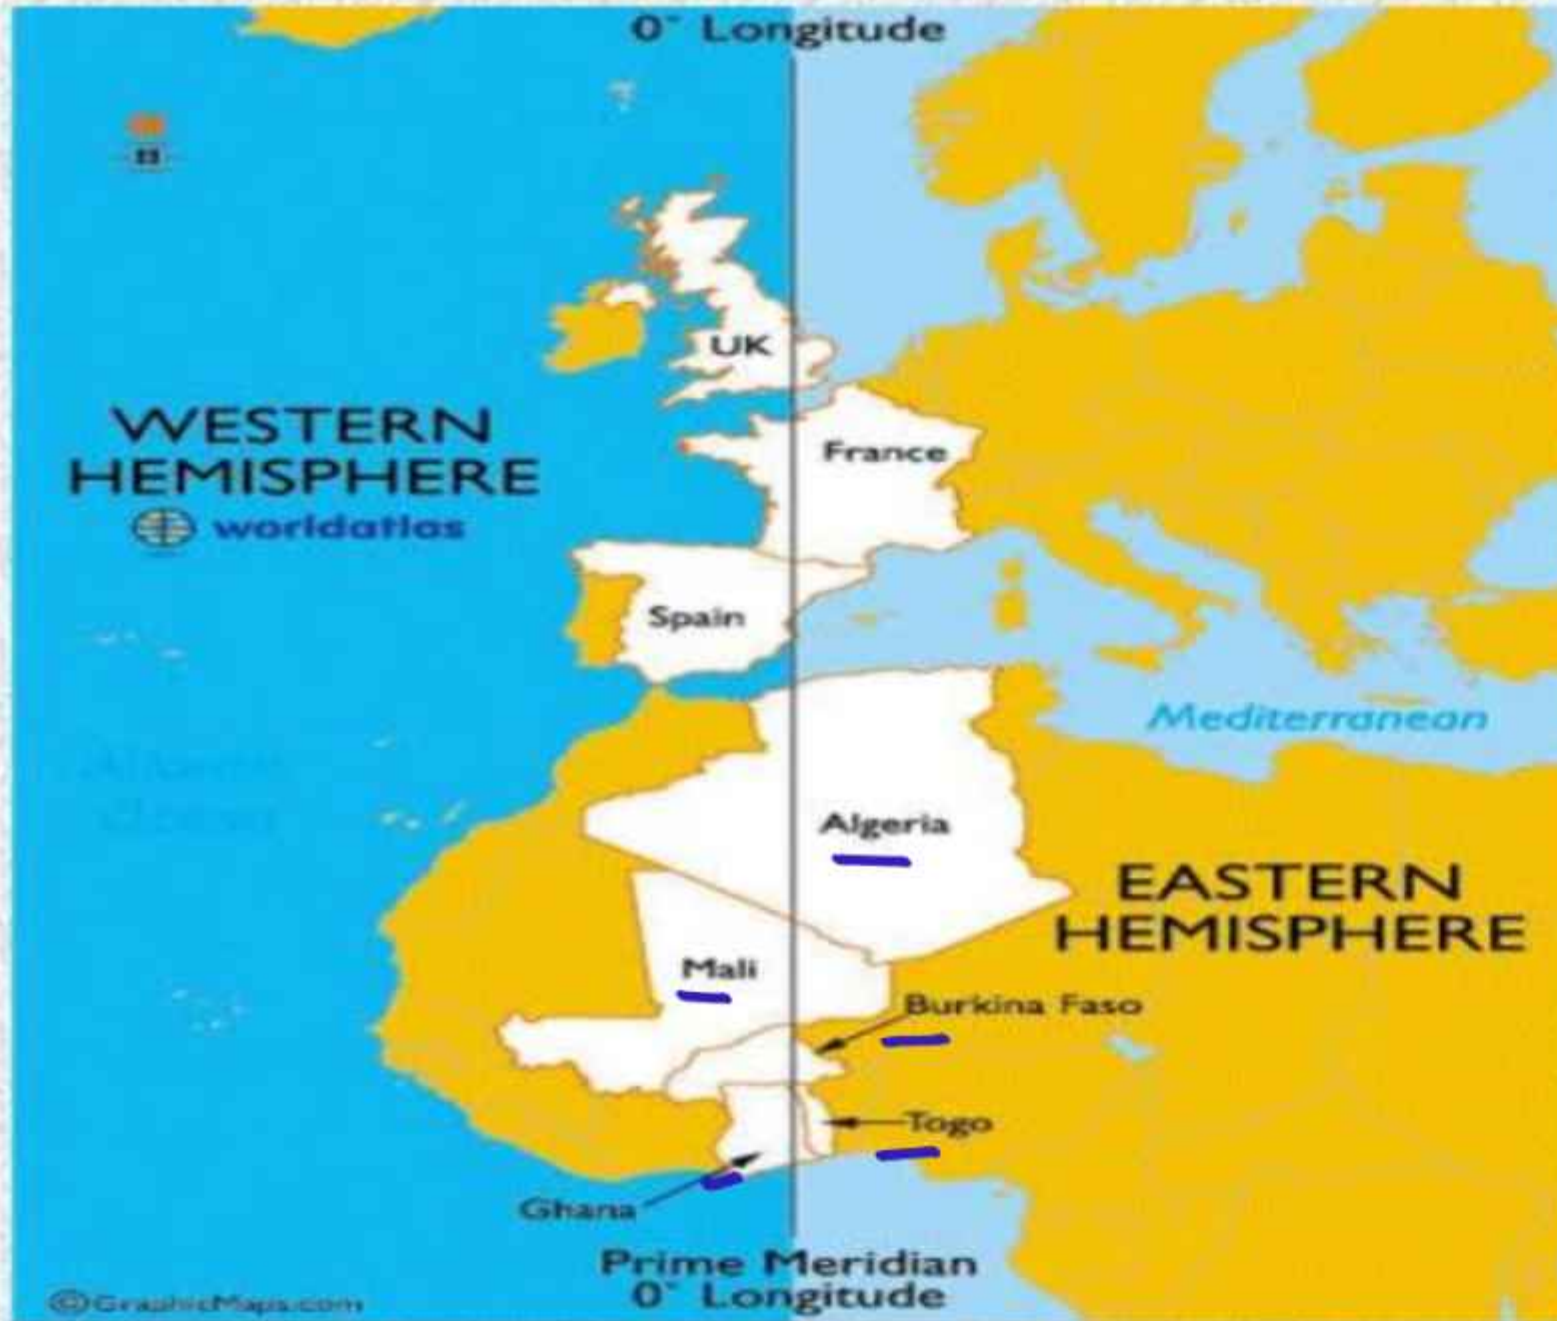 0° Longitude
UK
WESTERN
HEMISPHERE
worldatlas
France
Spain
Mediterranean
Algeria
EASTERN
HEMISPHERE
Mali
Burkina Faso
Togo
Ghana
Prime Meridian
0° Longitude
©GraphicMaps.com